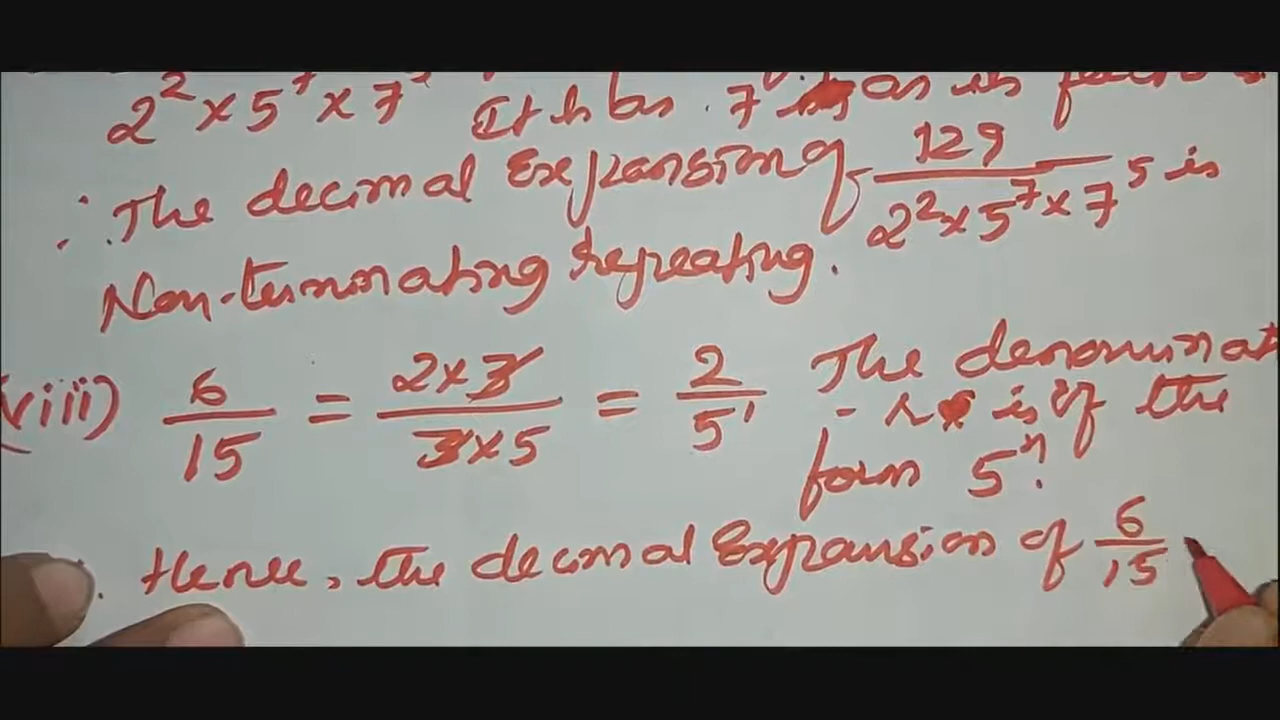 2² × 5⁷ × 7⁵ It has 7 as its
∴ The decimal Expansion of 129/2² × 5⁷ × 7⁵ is
Non-terminating repeating.
(viii) 6/15 = 2×3/3×5 = 2/5¹ The denominat
- r is of the
form 5ⁿ.
Hence, the decimal Expansion of 6/15